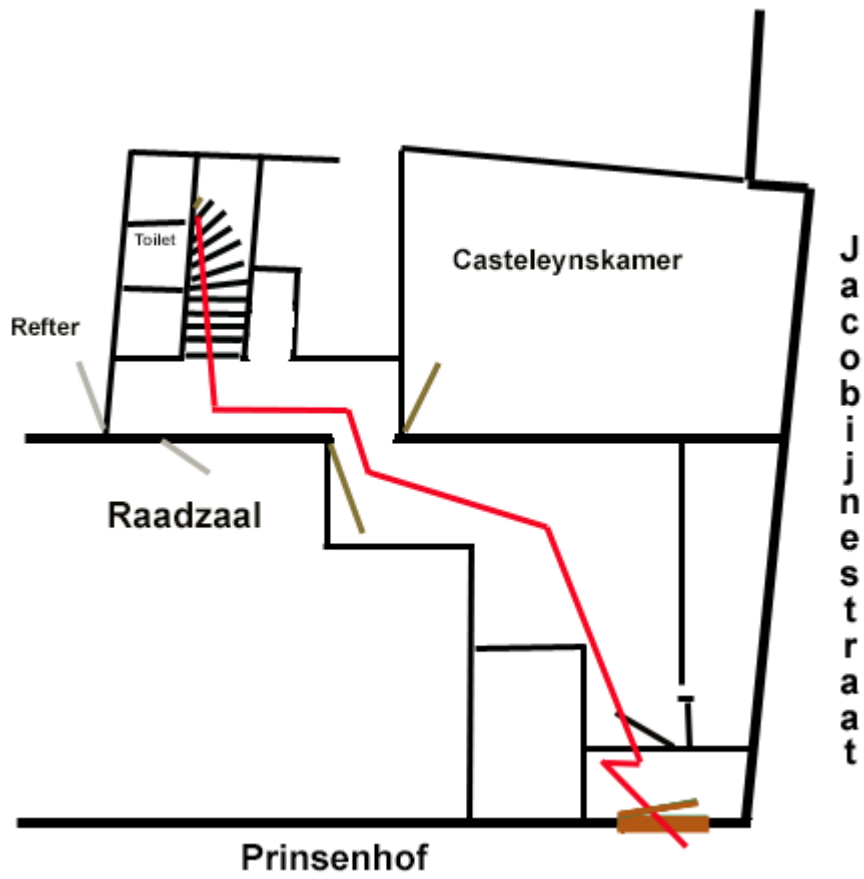 Toilet
Casteleynskamer
Refter
Raadzaal
Jacobijnestraat
Prinsenhof